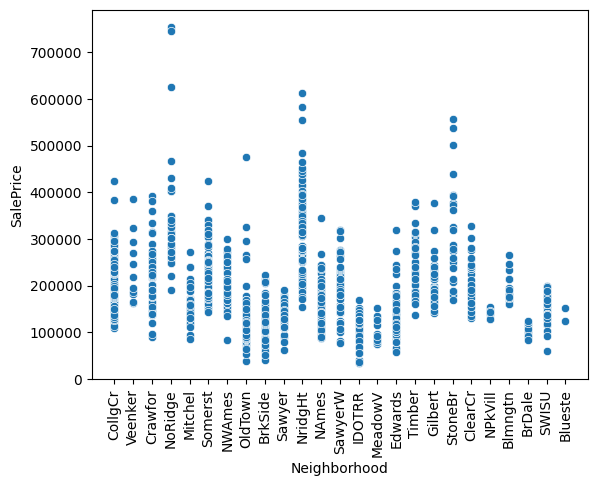 SalePrice
700000
600000
500000
400000
300000
200000
100000
0
CollgCr
Veenker
Crawfor
NoRidge
Mitchel
Somerst
NWAmes
OldTown
BrkSide
Sawyer
NridgHt
NAmes
SawyerW
IDOTRR
MeadowV
Edwards
Timber
Gilbert
StoneBr
ClearCr
NPkVill
Blmngtn
BrDale
SWISU
Blueste
Neighborhood